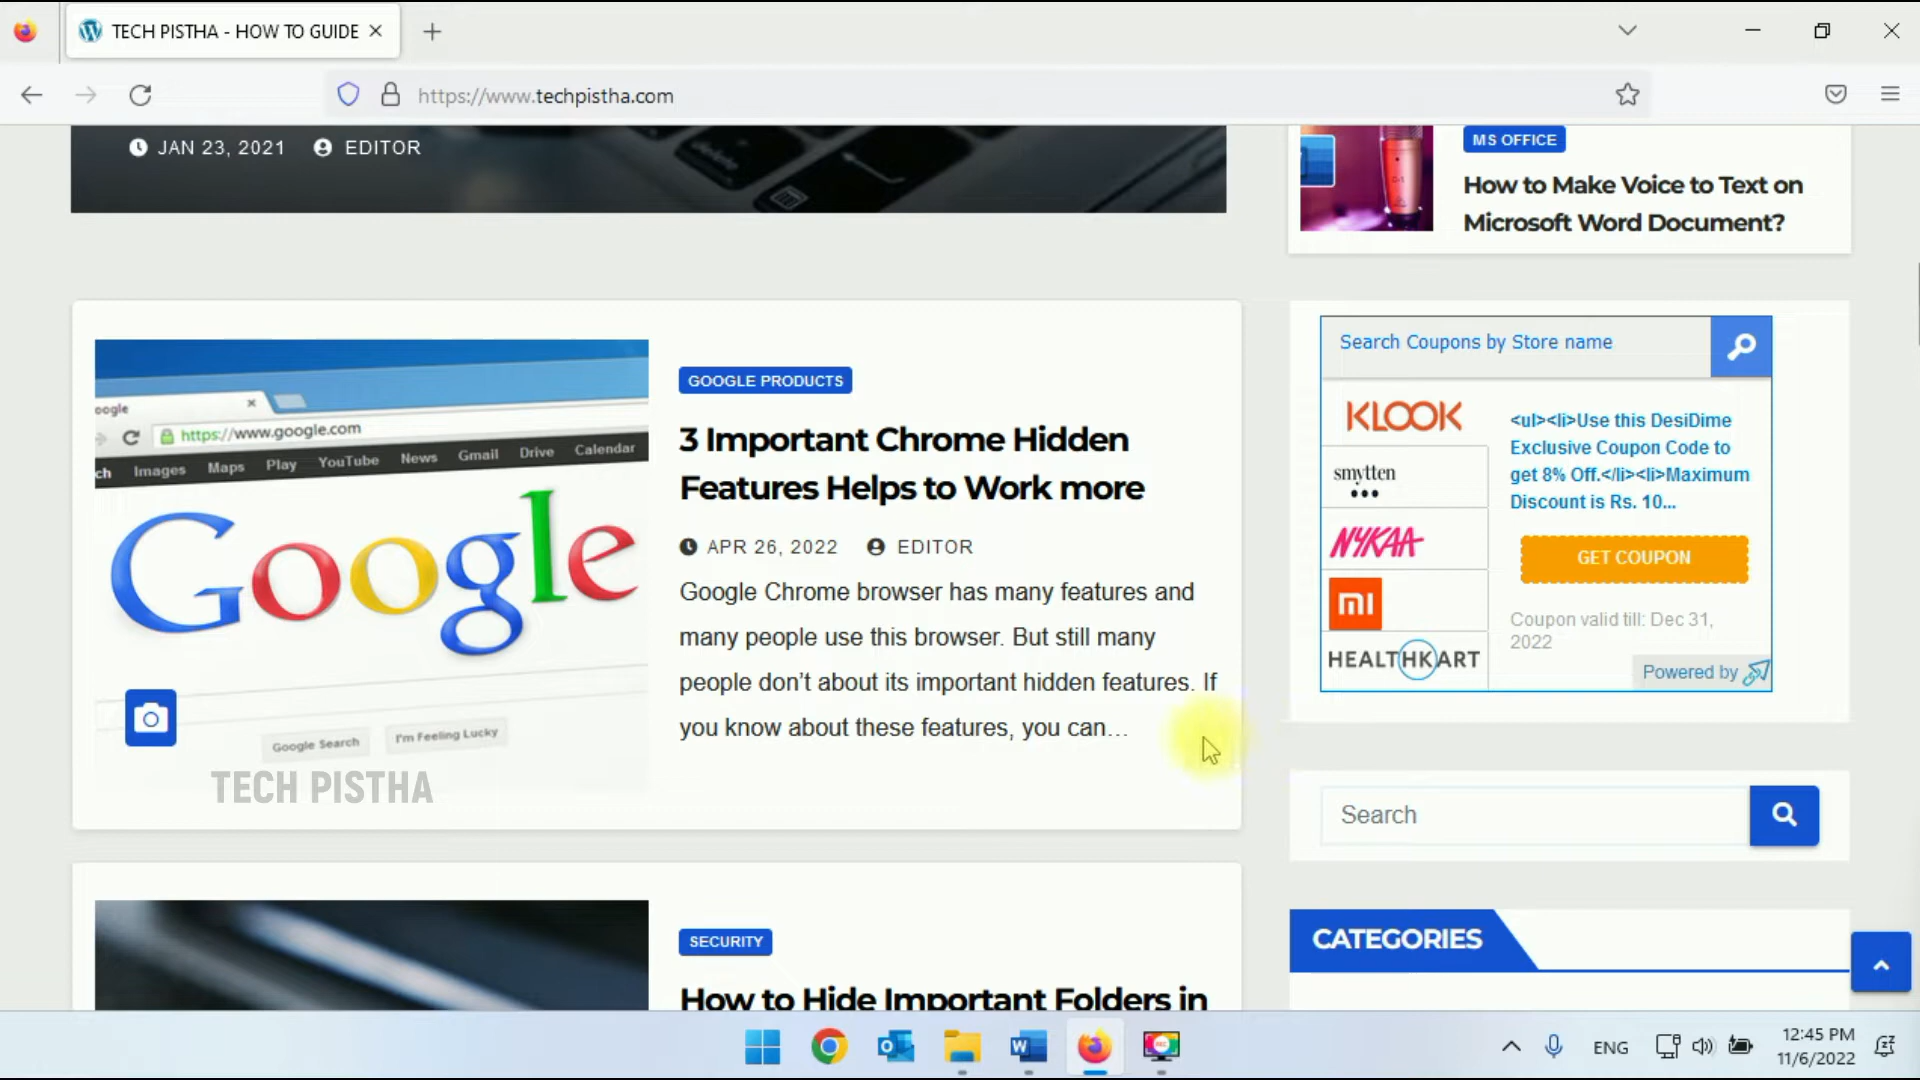 TECH PISTHA - HOW TO GUIDE
https://www.techpistha.com
JAN 23, 2021 EDITOR
MS OFFICE
How to Make Voice to Text on
Microsoft Word Document?
oogle
https://www.google.com
ch Images Maps Play YouTube News Gmail Drive Calendar
Google
Google Search I'm Feeling Lucky
TECH PISTHA
GOOGLE PRODUCTS
3 Important Chrome Hidden
Features Helps to Work more
APR 26, 2022 EDITOR
Google Chrome browser has many features and
many people use this browser. But still many
people don't about its important hidden features. If
you know about these features, you can...
Search Coupons by Store name
KLOOK
smytten
NYKAA
mi
HEALTHKART
<ul><li>Use this DesiDime
Exclusive Coupon Code to
get 8% Off.</li><li>Maximum
Discount is Rs. 10...
GET COUPON
Coupon valid till: Dec 31,
2022
Powered by
Search
CATEGORIES
SECURITY
How to Hide Important Folders in
ENG
12:45 PM
11/6/2022